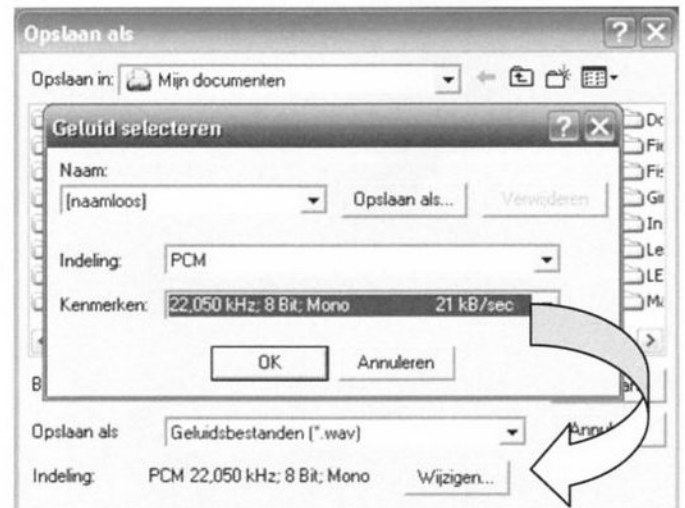 Opslaan als
Opslaan in: Mijn documenten
Geluid selecteren
Naam:
[naamloos] Opslaan als... Verwijderen
Indeling: PCM
Kenmerken: 22,050 kHz; 8 Bit; Mono 21 kB/sec
OK Annuleren
Opslaan als Geluidsbestanden (*.wav)
Indeling: PCM 22,050 kHz; 8 Bit; Mono Wijzigen...